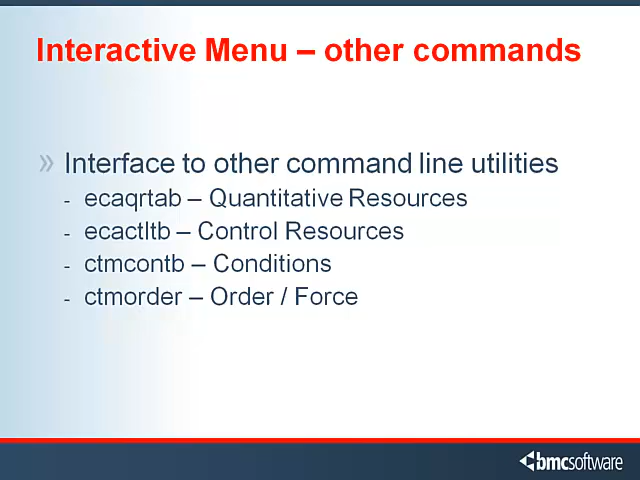 Interactive Menu – other commands
» Interface to other command line utilities
- ecaqrtab – Quantitative Resources
- ecactltb – Control Resources
- ctmcontb – Conditions
- ctmorder – Order / Force
bmcsoftware